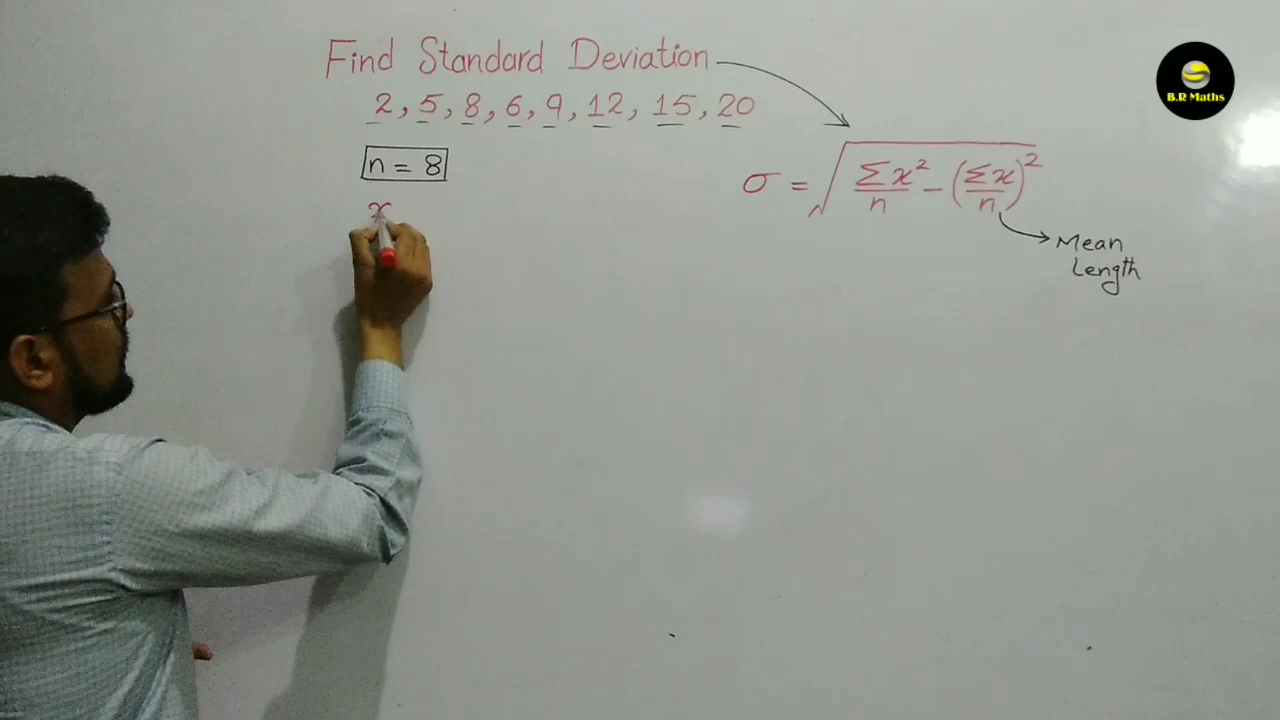 Find Standard Deviation
2, 5, 8, 6, 9, 12, 15, 20
n = 8
x
σ = √(Σx²/n − (Σx/n)²)
Mean
Length
B.R Maths